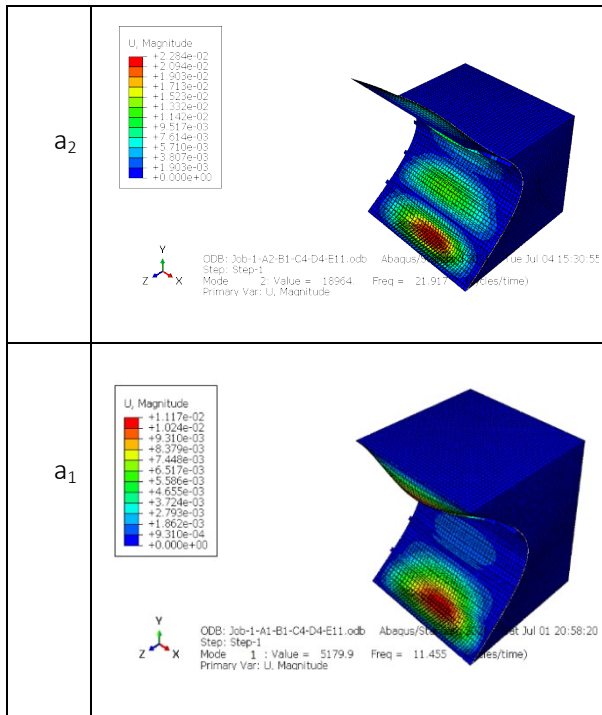 a2
U, Magnitude
+2.284e-02
+2.094e-02
+1.903e-02
+1.713e-02
+1.523e-02
+1.332e-02
+1.142e-02
+9.517e-03
+7.614e-03
+5.710e-03
+3.807e-03
+1.903e-03
+0.000e+00
Y
Z X
ODB: Job-1-A2-B1-C4-D4-E11.odb Abaqus/ Jul 04 15:30:55
Step: Step-1
Mode 2: Value = 18964. Freq = 21.917 (cycles/time)
Primary Var: U, Magnitude
a1
U, Magnitude
+1.117e-02
+1.024e-02
+9.310e-03
+8.379e-03
+7.448e-03
+6.517e-03
+5.586e-03
+4.655e-03
+3.724e-03
+2.793e-03
+1.862e-03
+9.310e-04
+0.000e+00
Y
Z X
ODB: Job-1-A1-B1-C4-D4-E11.odb Jul 01 20:58:20
Step: Step-1
Mode 1 : Value = 5179.9 Freq = 11.455 les/time)
Primary Var: U, Magnitude